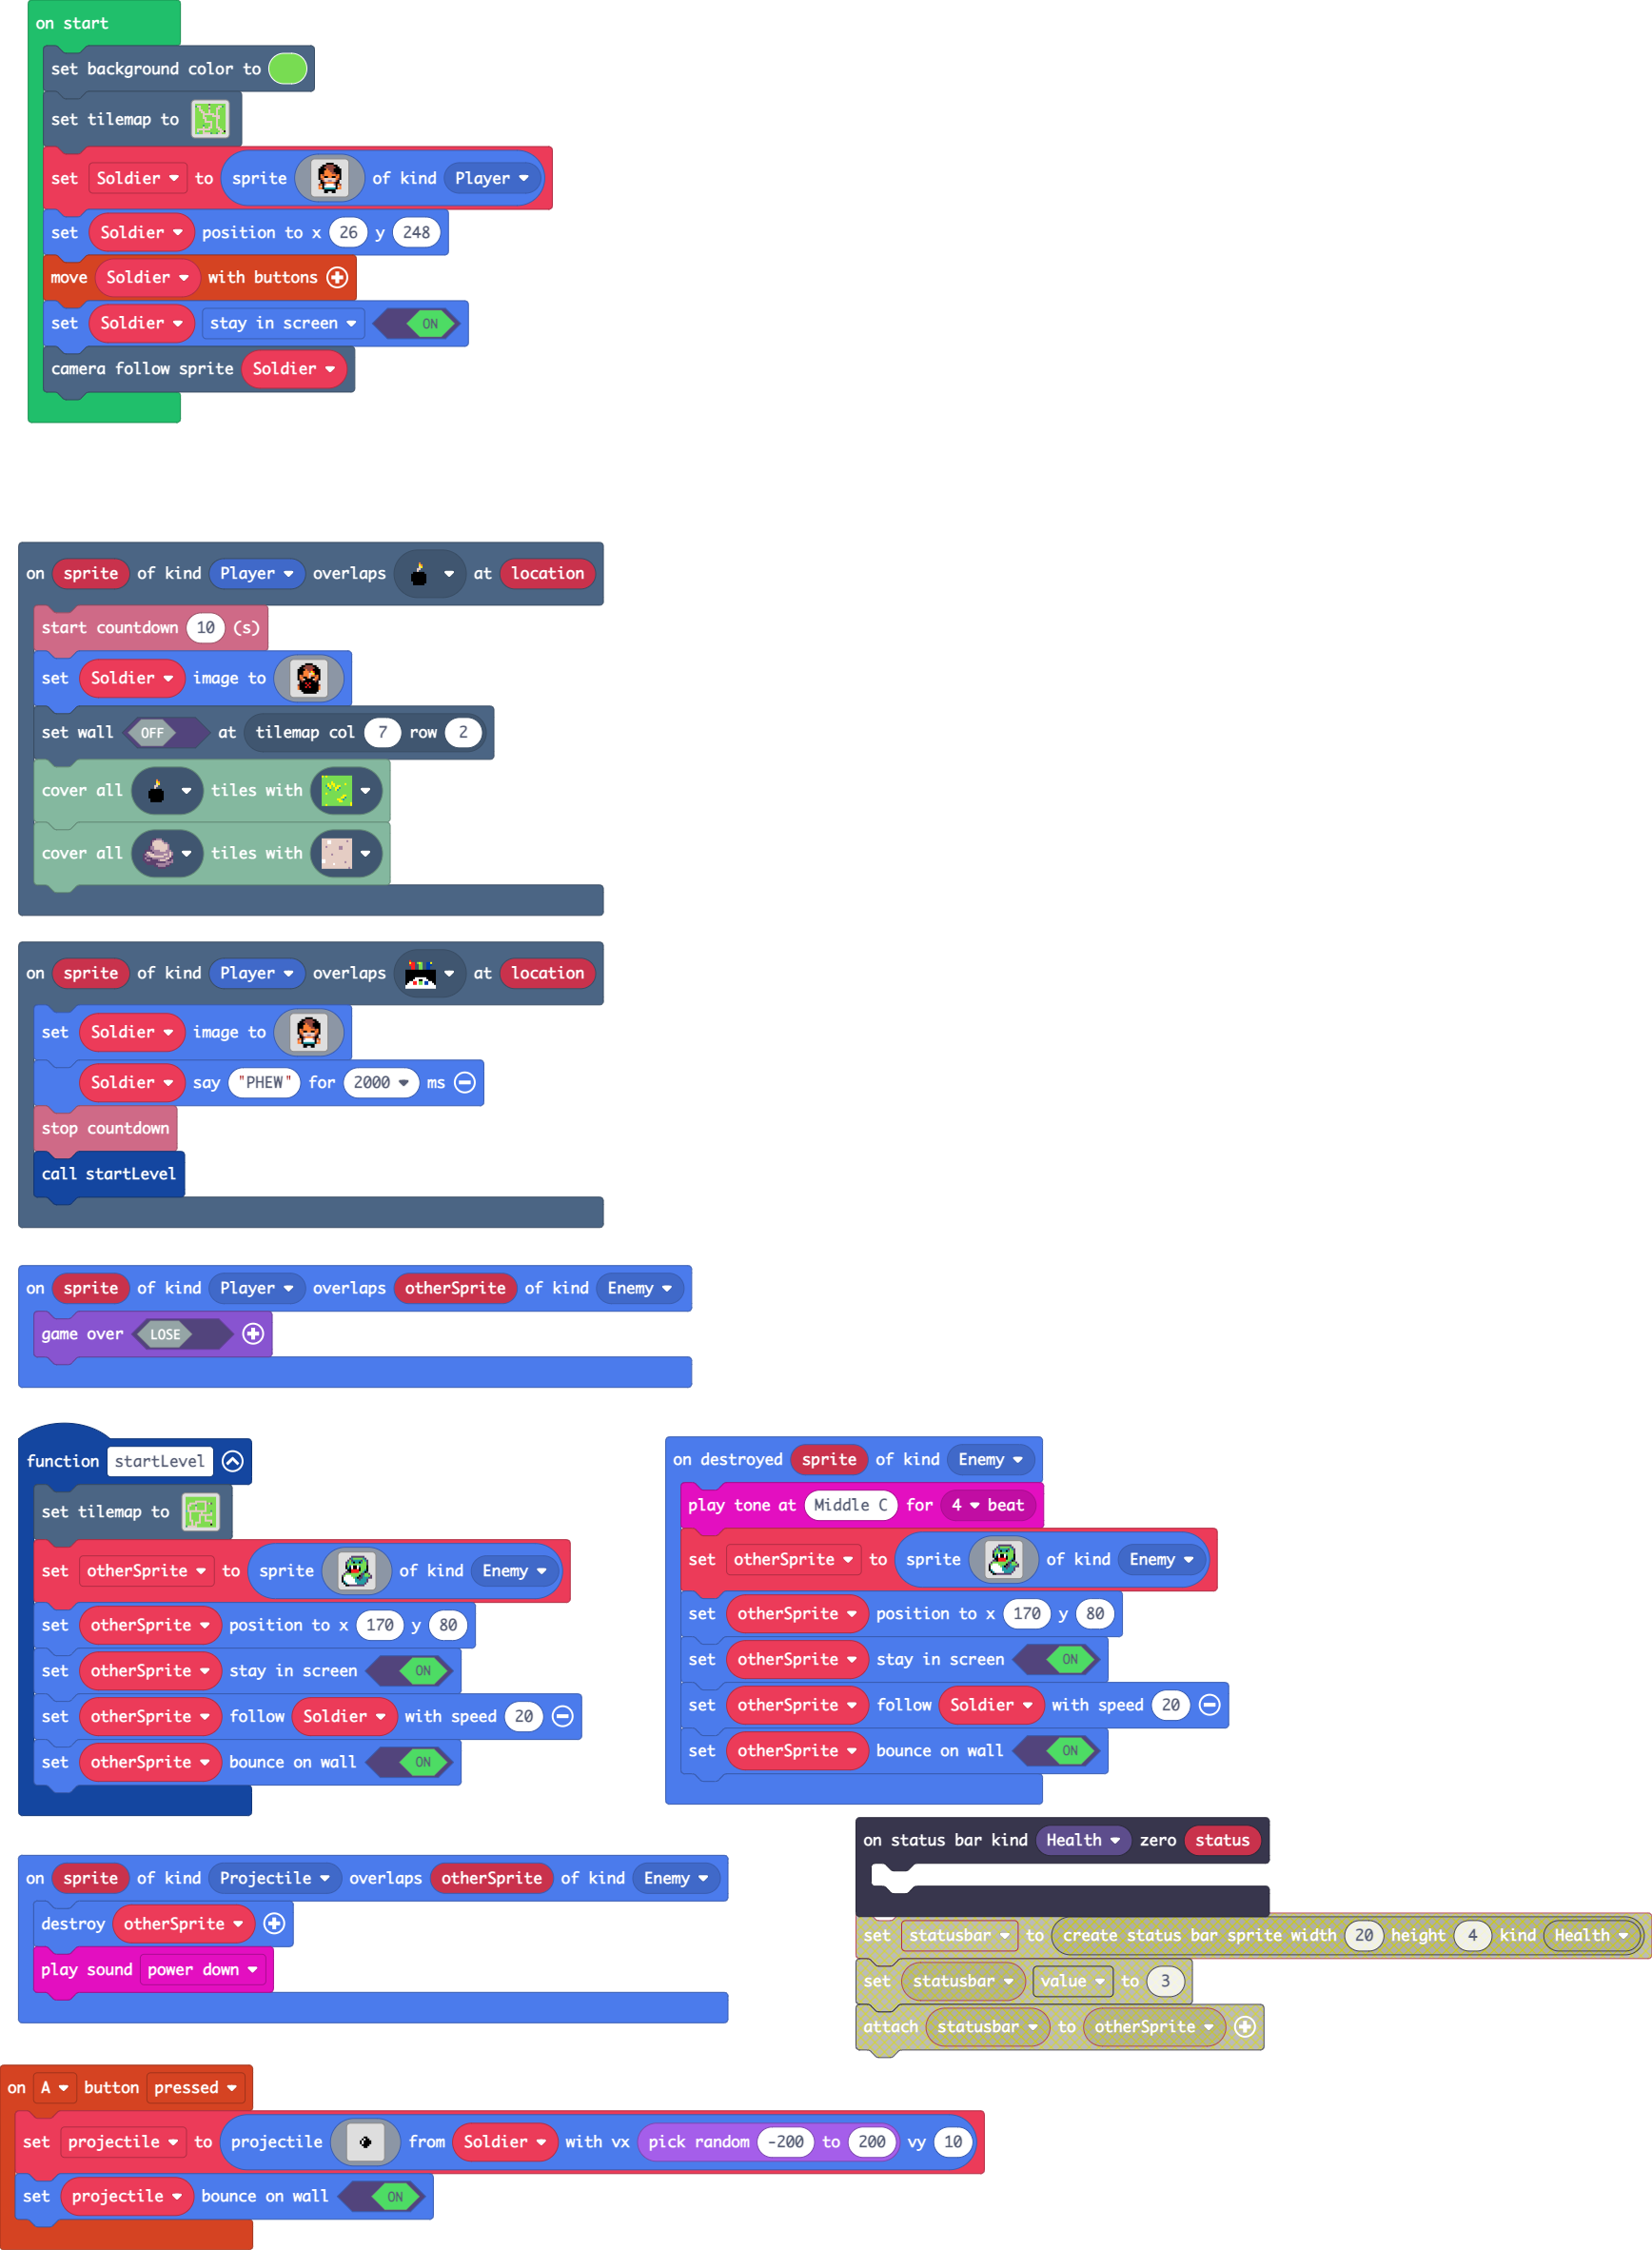 on start
set background color to
set tilemap to
set Soldier to sprite of kind Player
set Soldier position to x 26 y 248
move Soldier with buttons
set Soldier stay in screen ON
camera follow sprite Soldier
on sprite of kind Player overlaps at location
start countdown 10 (s)
set Soldier image to
set wall OFF at tilemap col 7 row 2
cover all tiles with
cover all tiles with
on sprite of kind Player overlaps at location
set Soldier image to
Soldier say "PHEW" for 2000 ms
stop countdown
call startLevel
on sprite of kind Player overlaps otherSprite of kind Enemy
game over LOSE
function startLevel
set tilemap to
set otherSprite to sprite of kind Enemy
set otherSprite position to x 170 y 80
set otherSprite stay in screen ON
set otherSprite follow Soldier with speed 20
set otherSprite bounce on wall ON
on destroyed sprite of kind Enemy
play tone at Middle C for 4 beat
set otherSprite to sprite of kind Enemy
set otherSprite position to x 170 y 80
set otherSprite stay in screen ON
set otherSprite follow Soldier with speed 20
set otherSprite bounce on wall ON
on status bar kind Health zero status
set statusbar to create status bar sprite width 20 height 4 kind Health
set statusbar value to 3
attach statusbar to otherSprite
on sprite of kind Projectile overlaps otherSprite of kind Enemy
destroy otherSprite
play sound power down
on A button pressed
set projectile to projectile from Soldier with vx pick random -200 to 200 vy 10
set projectile bounce on wall ON